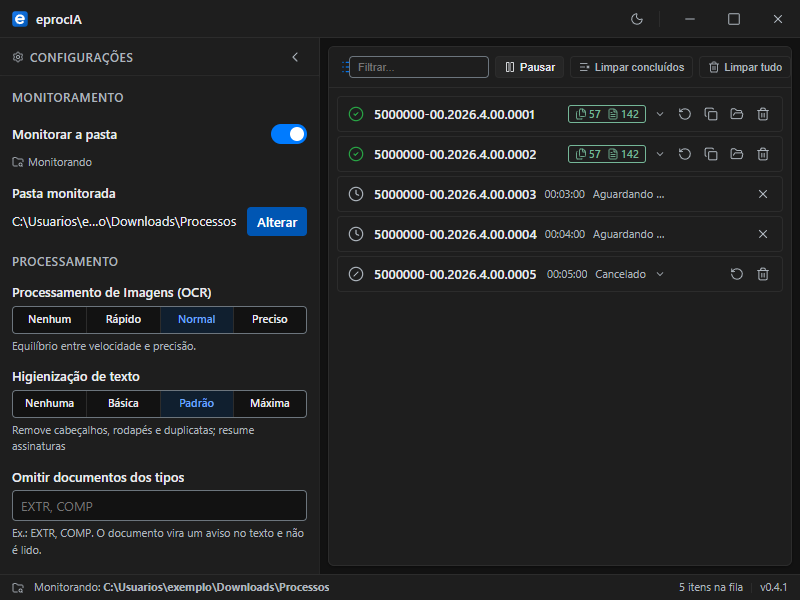 eprocIA
CONFIGURAÇÕES
MONITORAMENTO
Monitorar a pasta
Monitorando
Pasta monitorada
C:\Usuarios\e...o\Downloads\Processos
Alterar
PROCESSAMENTO
Processamento de Imagens (OCR)
Nenhum Rápido Normal Preciso
Equilíbrio entre velocidade e precisão.
Higienização de texto
Nenhuma Básica Padrão Máxima
Remove cabeçalhos, rodapés e duplicatas; resume
assinaturas
Omitir documentos dos tipos
EXTR, COMP
Ex.: EXTR, COMP. O documento vira um aviso no texto e não
é lido.
Filtrar... Pausar Limpar concluídos Limpar tudo
5000000-00.2026.4.00.0001 57 142
5000000-00.2026.4.00.0002 57 142
5000000-00.2026.4.00.0003 00:03:00 Aguardando ...
5000000-00.2026.4.00.0004 00:04:00 Aguardando ...
5000000-00.2026.4.00.0005 00:05:00 Cancelado
Monitorando: C:\Usuarios\exemplo\Downloads\Processos 5 itens na fila v0.4.1